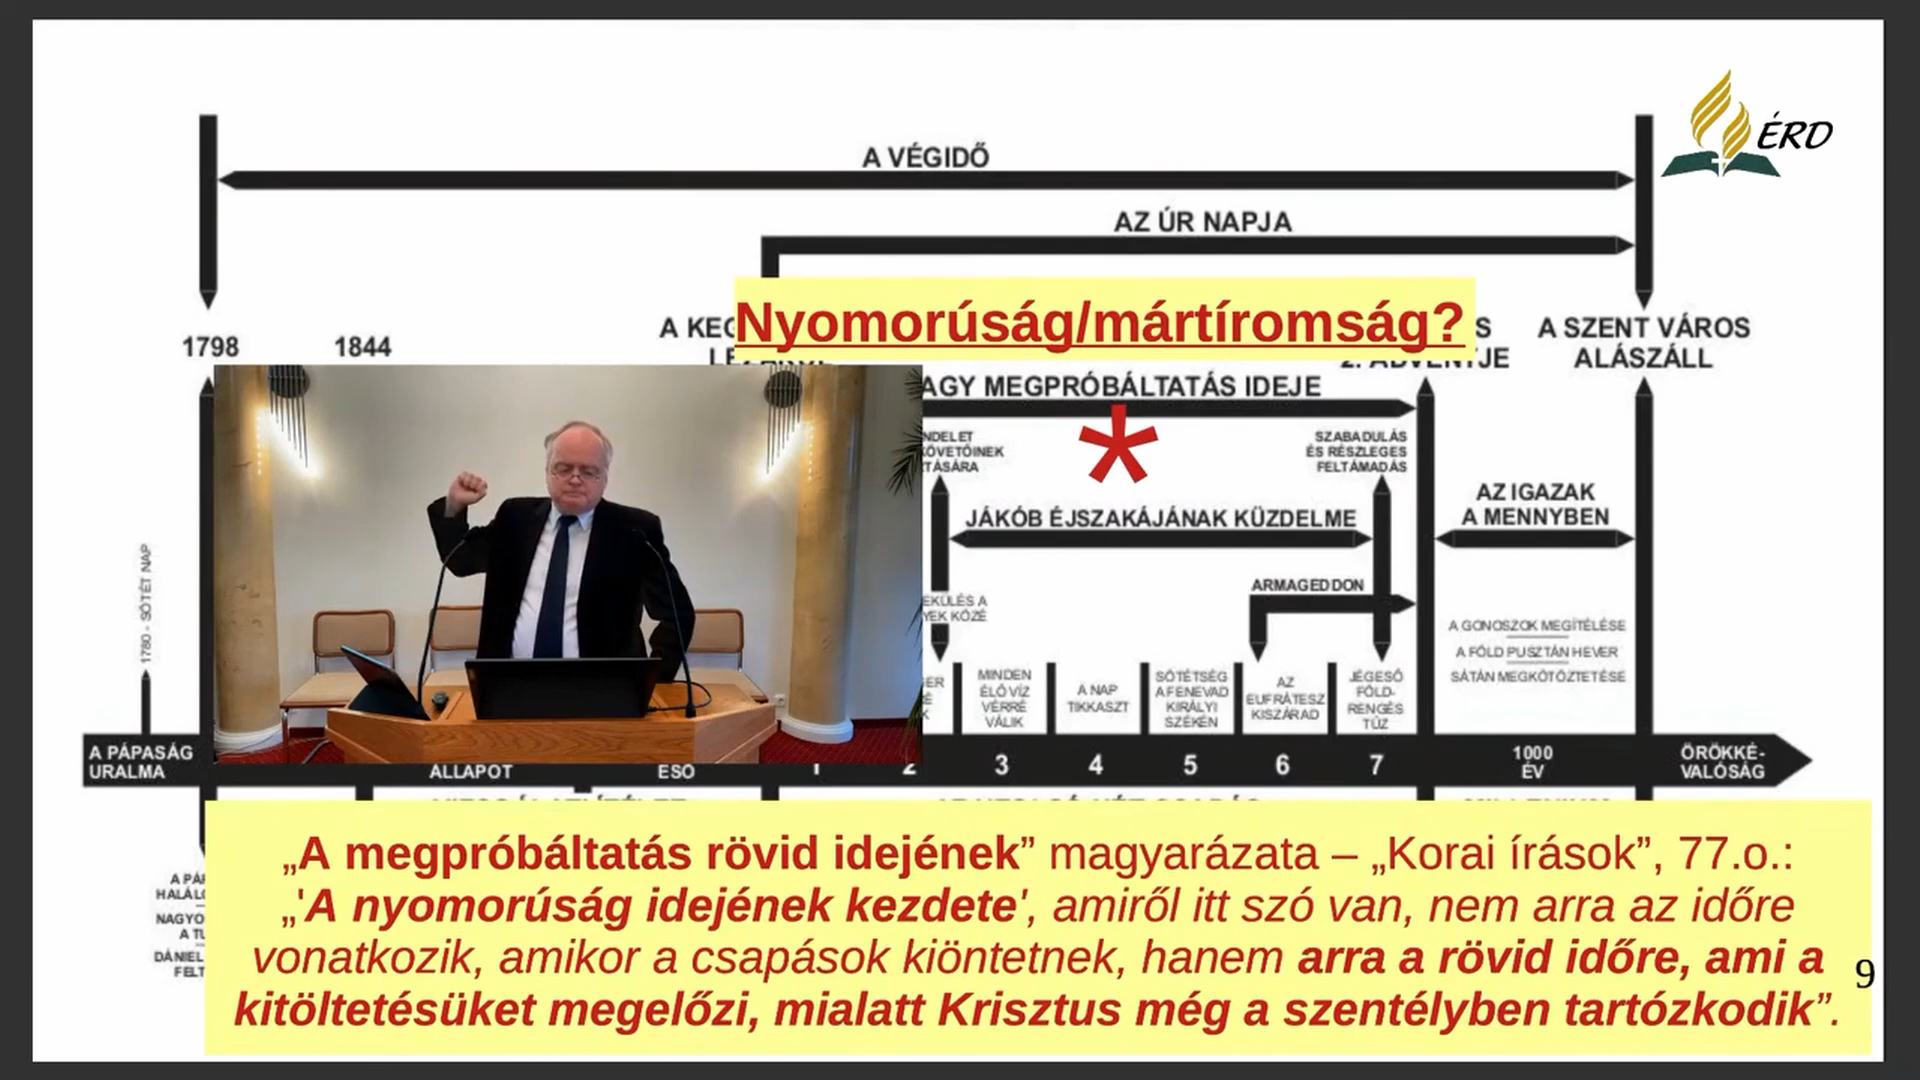 ÉRD
A VÉGIDŐ
AZ ÚR NAPJA
Nyomorúság/mártíromság?
1798
1844
A SZENT VÁROS
ALÁSZÁLL
AGY MEGPRÓBÁLTATÁS IDEJE
*
SZABADULÁS
ÉS RÉSZLEGES
FELTÁMADÁS
JÁKÓB ÉJSZAKÁJÁNAK KÜZDELME
AZ IGAZAK
A MENNYBEN
ARMAGEDDON
1780 - SÖTÉT NAP
A GONOSZOK MEGÍTÉLÉSE
A FÖLD PUSZTÁN HEVER
SÁTÁN MEGKÖTÖZTETÉSE
MINDEN
ÉLŐ VÍZ
VÉRRÉ
VÁLIK
A NAP
TIKKASZT
SÖTÉTSÉG
A FENEVAD
KIRÁLYI
SZÉKÉN
AZ
EUFRÁTESZ
KISZÁRAD
JÉGESŐ
FÖLD-
RENGÉS
TŰZ
A PÁPASÁG
URALMA
ÁLLAPOT
ESŐ
1 2 3 4 5 6 7
1000
ÉV
ÖRÖKKÉ-
VALÓSÁG
„A megpróbáltatás rövid idejének” magyarázata – „Korai írások”, 77.o.:
„'A nyomorúság idejének kezdete', amiről itt szó van, nem arra az időre
vonatkozik, amikor a csapások kiöntetnek, hanem arra a rövid időre, ami a
kitöltetésüket megelőzi, mialatt Krisztus még a szentélyben tartózkodik”.
9